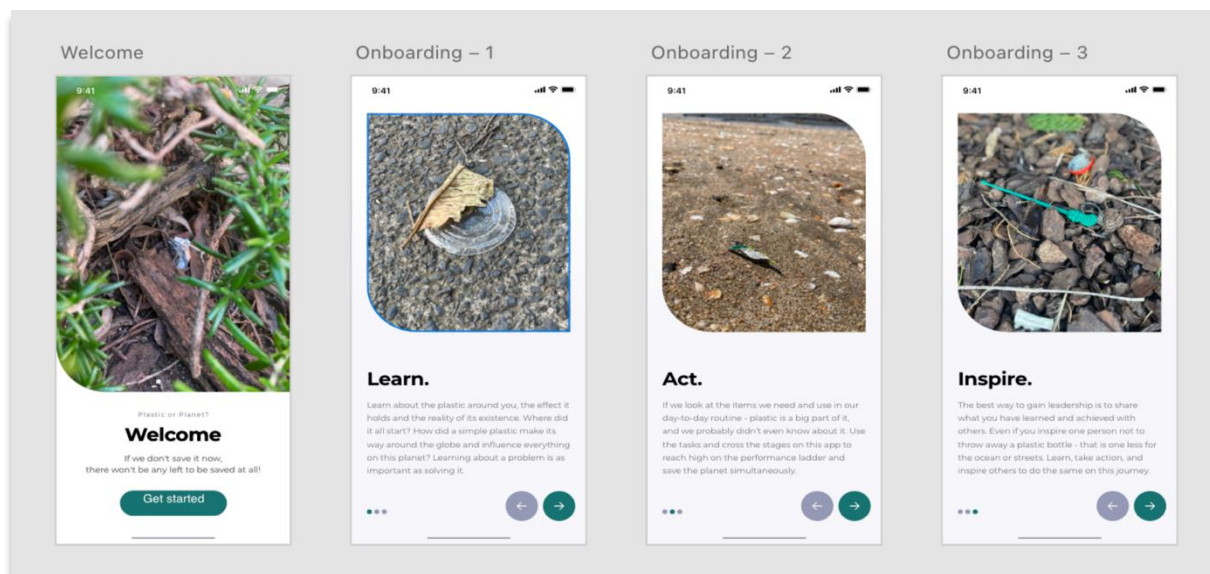 Welcome
9:41
Plastic or Planet?
Welcome
If we don't save it now,
there won't be any left to be saved at all!
Get started
Onboarding – 1
9:41
Learn.
Learn about the plastic around you, the effect it
holds and the reality of its existence. Where did
it all start? How did a simple plastic make its
way around the globe and influence everything
on this planet? Learning about a problem is as
important as solving it.
Onboarding – 2
9:41
Act.
If we look at the items we need and use in our
day-to-day routine - plastic is a big part of it,
and we probably didn't even know about it. Use
the tasks and cross the stages on this app to
reach high on the performance ladder and
save the planet simultaneously.
Onboarding – 3
9:41
Inspire.
The best way to gain leadership is to share
what you have learned and achieved with
others. Even if you inspire one person not to
throw away a plastic bottle - that is one less for
the ocean or streets. Learn, take action, and
inspire others to do the same on this journey.